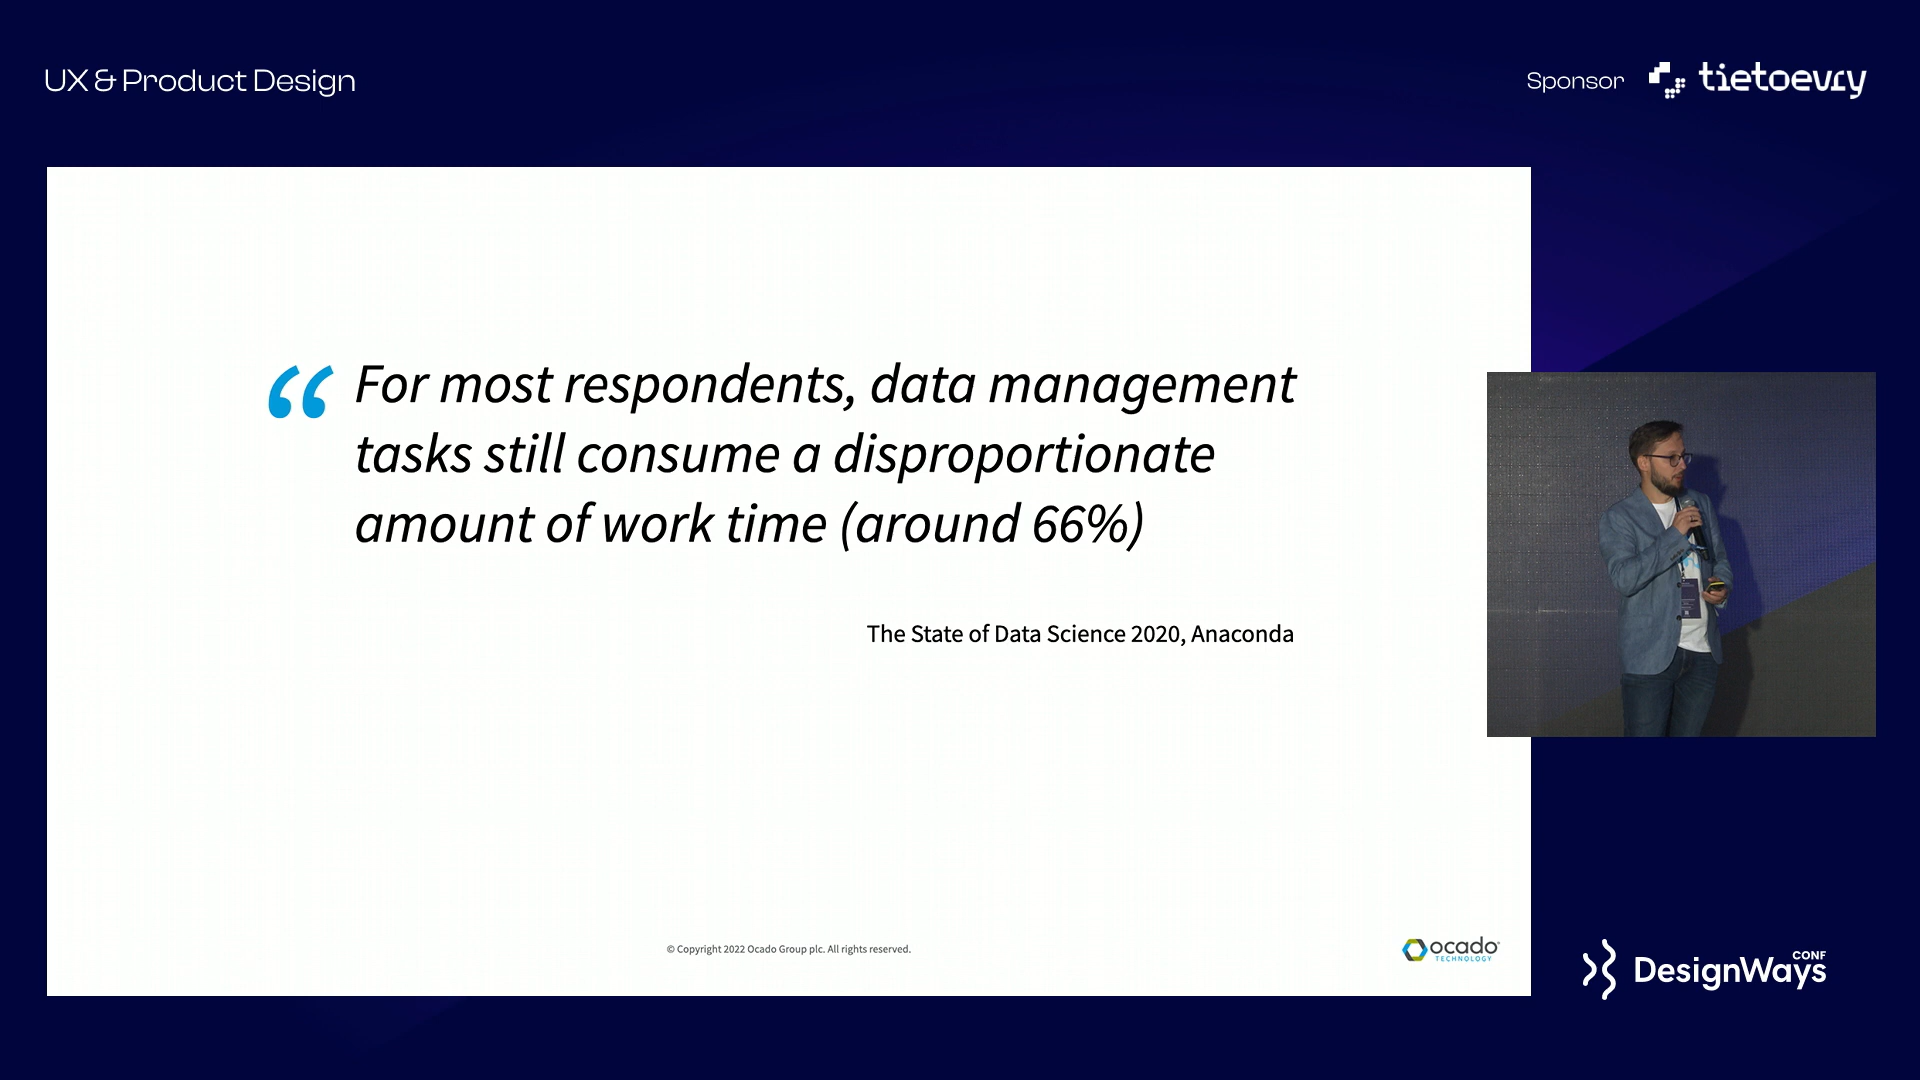 UX & Product Design
Sponsor tietoevry
“For most respondents, data management
tasks still consume a disproportionate
amount of work time (around 66%)
The State of Data Science 2020, Anaconda
© Copyright 2022 Ocado Group plc. All rights reserved.
ocado
TECHNOLOGY
DesignWays CONF